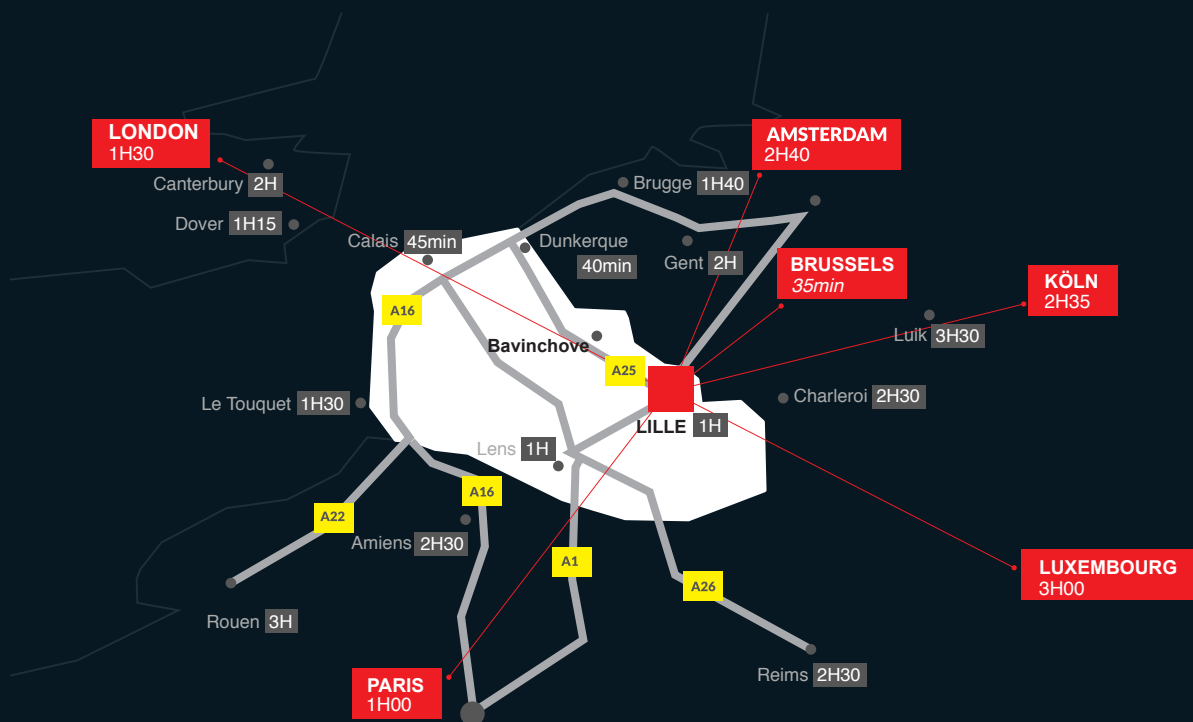 LONDON
1H30
AMSTERDAM
2H40
Canterbury 2H
Brugge 1H40
Dover 1H15
Calais 45min
Dunkerque
40min
Gent 2H
BRUSSELS
35min
KÖLN
2H35
A16
Luik 3H30
Bavinchove
A25
Le Touquet 1H30
Charleroi 2H30
LILLE 1H
Lens 1H
A16
A22
Amiens 2H30
A1
A26
LUXEMBOURG
3H00
Rouen 3H
Reims 2H30
PARIS
1H00